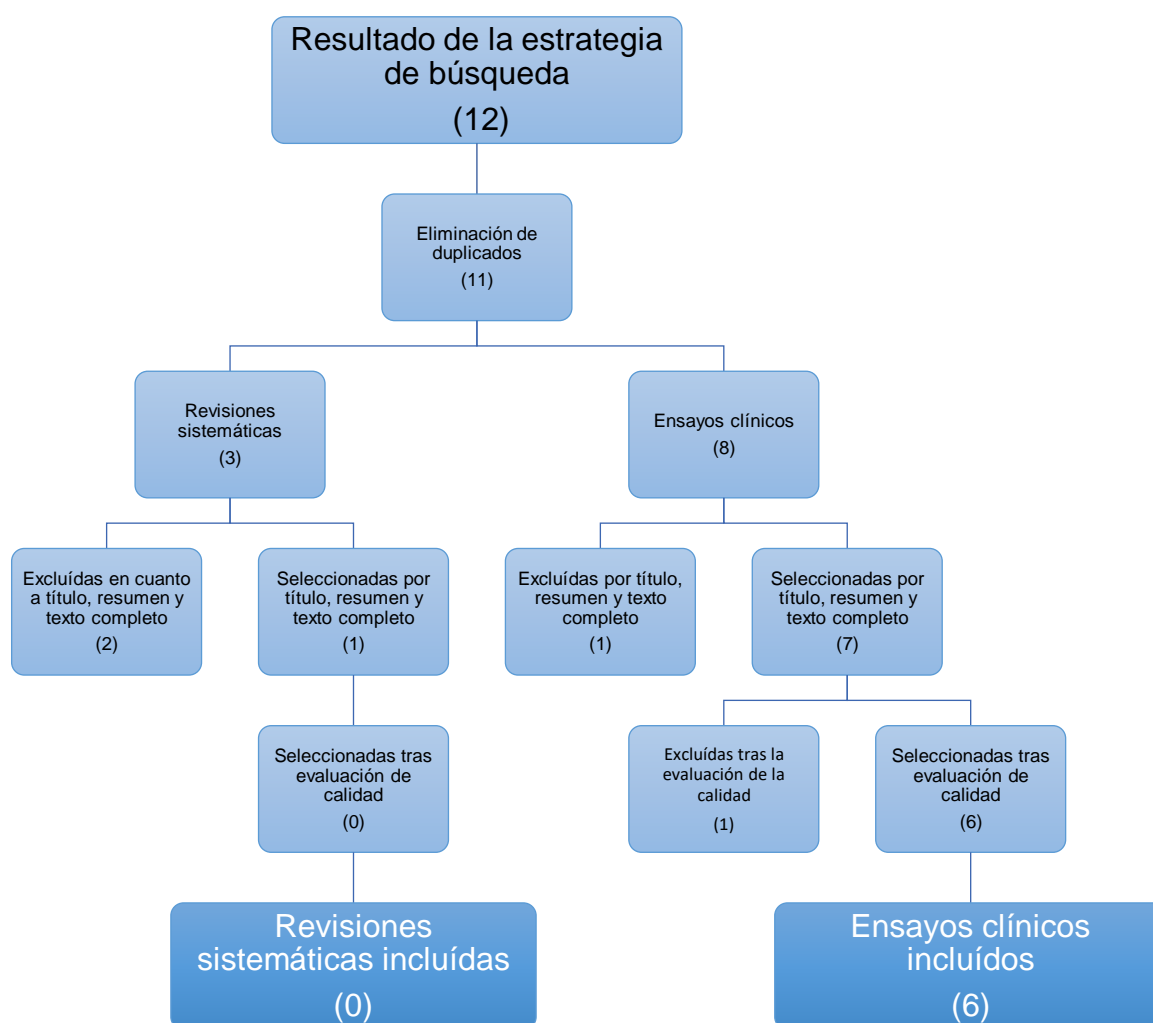 Resultado de la estrategia
de búsqueda
(12)
Eliminación de
duplicados
(11)
Revisiones
sistemáticas
(3)
Ensayos clínicos
(8)
Excluídas en cuanto
a título, resumen y
texto completo
(2)
Seleccionadas por
título, resumen y
texto completo
(1)
Excluídas por título,
resumen y texto
completo
(1)
Seleccionadas por
título, resumen y
texto completo
(7)
Seleccionadas tras
evaluación de
calidad
(0)
Excluídas tras la
evaluación de la
calidad
(1)
Seleccionadas tras
evaluación de
calidad
(6)
Revisiones
sistemáticas incluídas
(0)
Ensayos clínicos
incluídos
(6)